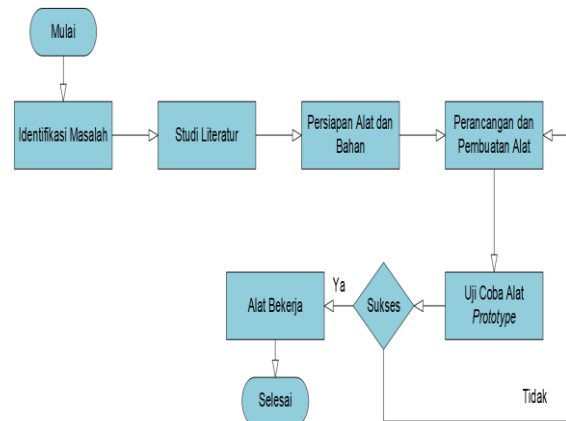 Mulai
Identifikasi Masalah
Studi Literatur
Persiapan Alat dan
Bahan
Perancangan dan
Pembuatan Alat
Uji Coba Alat
Prototype
Sukses
Ya
Alat Bekerja
Selesai
Tidak